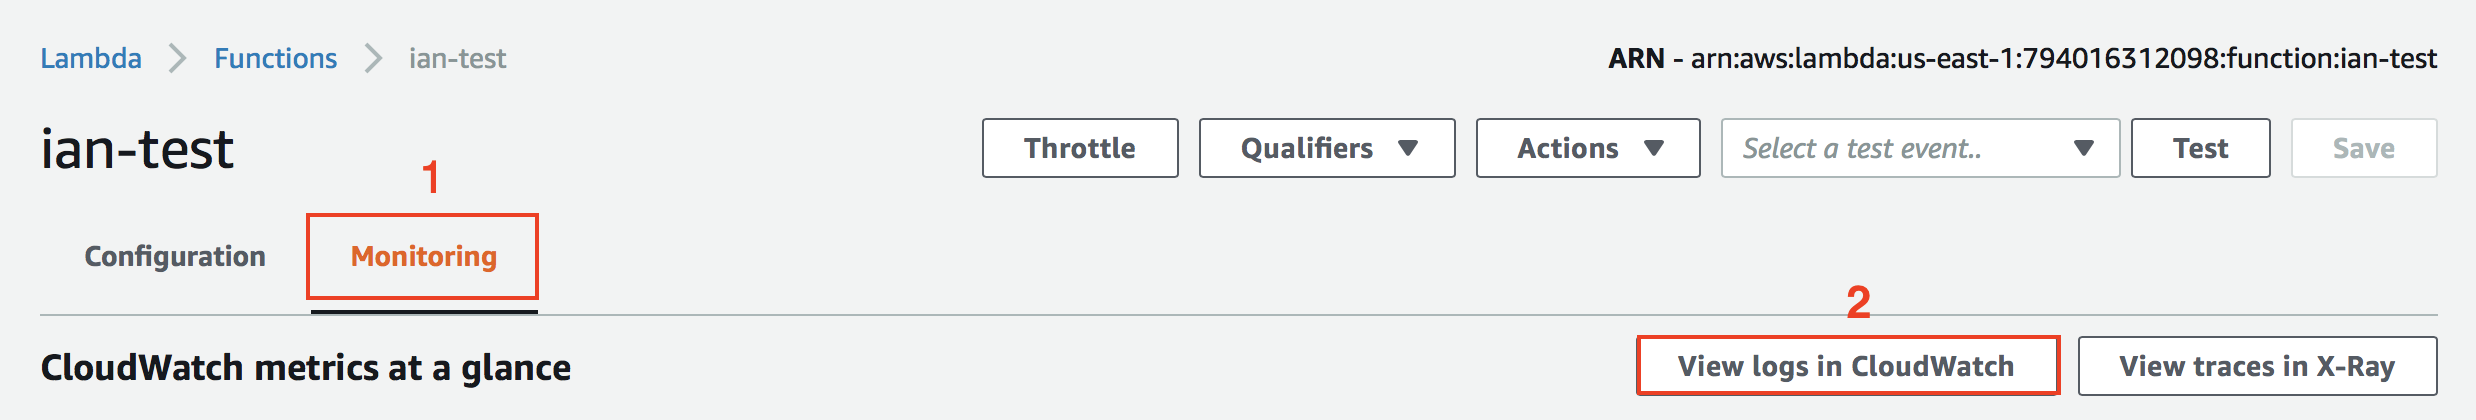 Lambda > Functions > ian-test
ARN - arn:aws:lambda:us-east-1:794016312098:function:ian-test
ian-test
Throttle
Qualifiers
Actions
Select a test event..
Test
Save
1
Configuration
Monitoring
2
CloudWatch metrics at a glance
View logs in CloudWatch
View traces in X-Ray